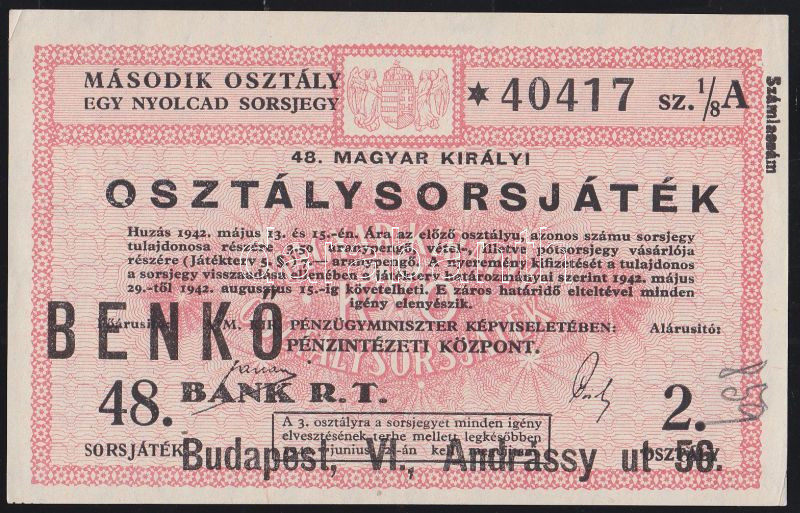 MÁSODIK OSZTÁLY
EGY NYOLCAD SORSJEGY
✶40417 SZ. 1/8 A
Számlaszám
48. MAGYAR KIRÁLYI
OSZTÁLYSORSJÁTÉK
Huzás 1942. május 13. és 15.-én. Ára az előző osztályu, azonos számu sorsjegy
tulajdonosa részére 3.50 aranypengő, vétel-, illetve pótsorsjegy vásárlója
részére (Játékterv 5. §.) 7.— aranypengő. A nyeremény kifizetését a tulajdonos
a sorsjegy visszaadása ellenében a játékterv határozmányai szerint 1942. május
29.-től 1942. augusztus 15.-ig követelheti. E záros határidő elteltével minden
igény elenyészik.
BENKŐ
Főárusító: M. KIR. PÉNZÜGYMINISZTER KÉPVISELETÉBEN: Alárusító:
PÉNZINTÉZETI KÖZPONT.
BANK R.T.
48.
SORSJÁTÉK
A 3. osztályra a sorsjegyet minden igény
elvesztésének terhe mellett legkésőbben
junius
2.
OSZTÁLY
Budapest, VI., Andrássy ut 56.